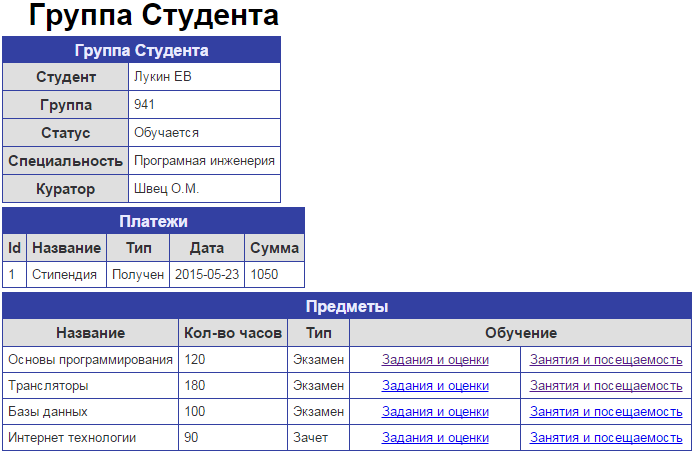 Группа Студента
Группа Студента
Студент Лукин ЕВ
Группа 941
Статус Обучается
Специальность Програмная инженерия
Куратор Швец О.М.
Платежи
Id Название Тип Дата Сумма
1 Стипендия Получен 2015-05-23 1050
Предметы
Название Кол-во часов Тип Обучение
Основы программирования 120 Экзамен Задания и оценки Занятия и посещаемость
Трансляторы 180 Экзамен Задания и оценки Занятия и посещаемость
Базы данных 100 Экзамен Задания и оценки Занятия и посещаемость
Интернет технологии 90 Зачет Задания и оценки Занятия и посещаемость